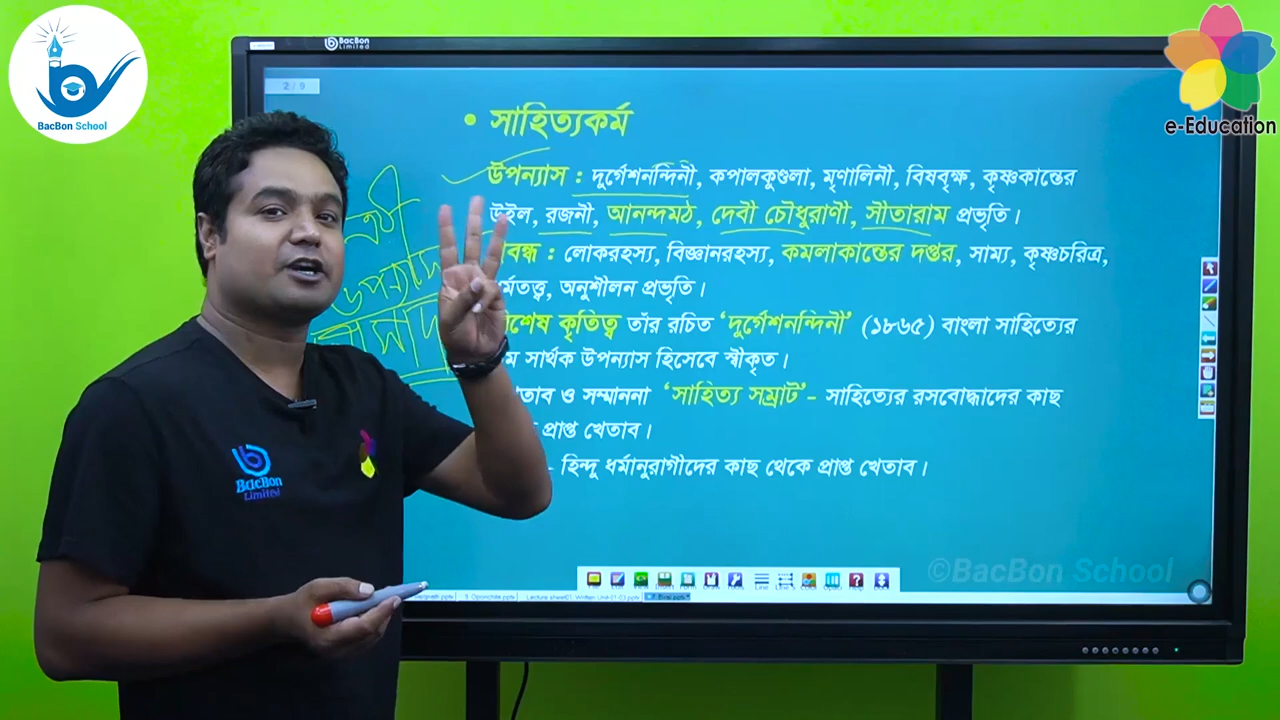 BacBon School
BacBon
Limited
e-Education
2 / 9
• সাহিত্যকর্ম
উপন্যাস : দুর্গেশনন্দিনী, কপালকুণ্ডলা, মৃণালিনী, বিষবৃক্ষ, কৃষ্ণকান্তের
উইল, রজনী, আনন্দমঠ, দেবী চৌধুরাণী, সীতারাম প্রভৃতি।
বন্ধ : লোকরহস্য, বিজ্ঞানরহস্য, কমলাকান্তের দপ্তর, সাম্য, কৃষ্ণচরিত্র,
র্মতত্ত্ব, অনুশীলন প্রভৃতি।
শেষ কৃতিত্ব তাঁর রচিত ‘দুর্গেশনন্দিনী’ (১৮৬৫) বাংলা সাহিত্যের
ম সার্থক উপন্যাস হিসেবে স্বীকৃত।
তাব ও সম্মাননা ‘সাহিত্য সম্রাট’- সাহিত্যের রসবোদ্ধাদের কাছ
প্রাপ্ত খেতাব।
- হিন্দু ধর্মানুরাগীদের কাছ থেকে প্রাপ্ত খেতাব।
BacBon
Limited
©BacBon School